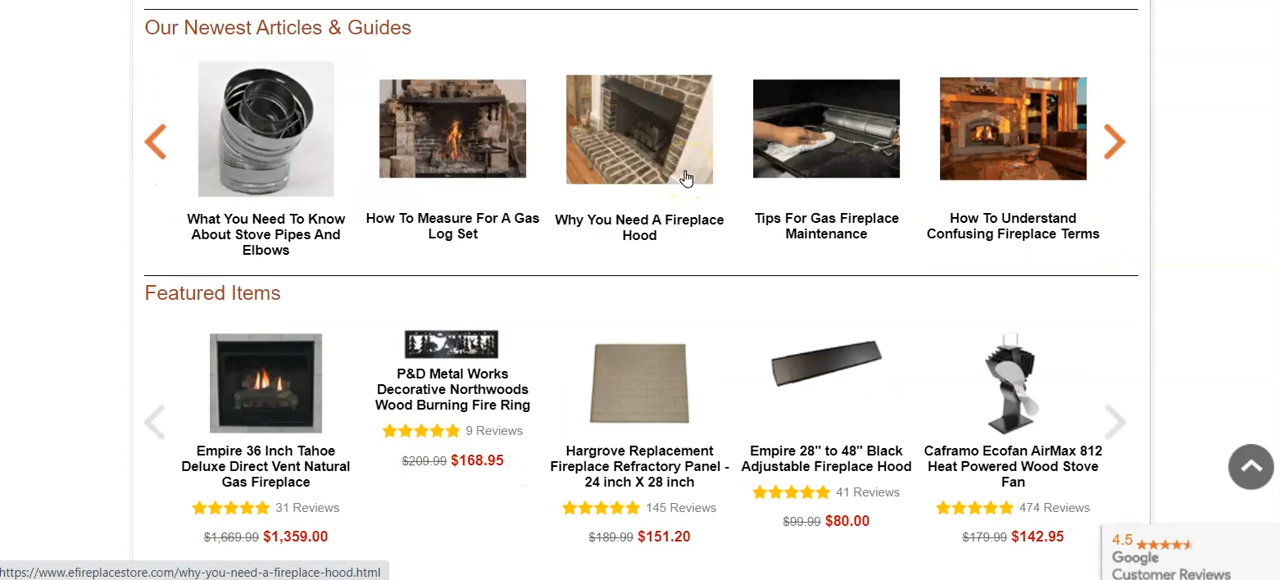 Our Newest Articles & Guides
What You Need To Know
About Stove Pipes And
Elbows
How To Measure For A Gas
Log Set
Why You Need A Fireplace
Hood
Tips For Gas Fireplace
Maintenance
How To Understand
Confusing Fireplace Terms
Featured Items
Empire 36 Inch Tahoe
Deluxe Direct Vent Natural
Gas Fireplace
31 Reviews
$1,669.99 $1,359.00
P&D Metal Works
Decorative Northwoods
Wood Burning Fire Ring
9 Reviews
$209.99 $168.95
Hargrove Replacement
Fireplace Refractory Panel -
24 inch X 28 inch
145 Reviews
$189.99 $151.20
Empire 28" to 48" Black
Adjustable Fireplace Hood
41 Reviews
$99.99 $80.00
Caframo Ecofan AirMax 812
Heat Powered Wood Stove
Fan
474 Reviews
$179.99 $142.95
4.5
Google
Customer Reviews
https://www.efireplacestore.com/why-you-need-a-fireplace-hood.html